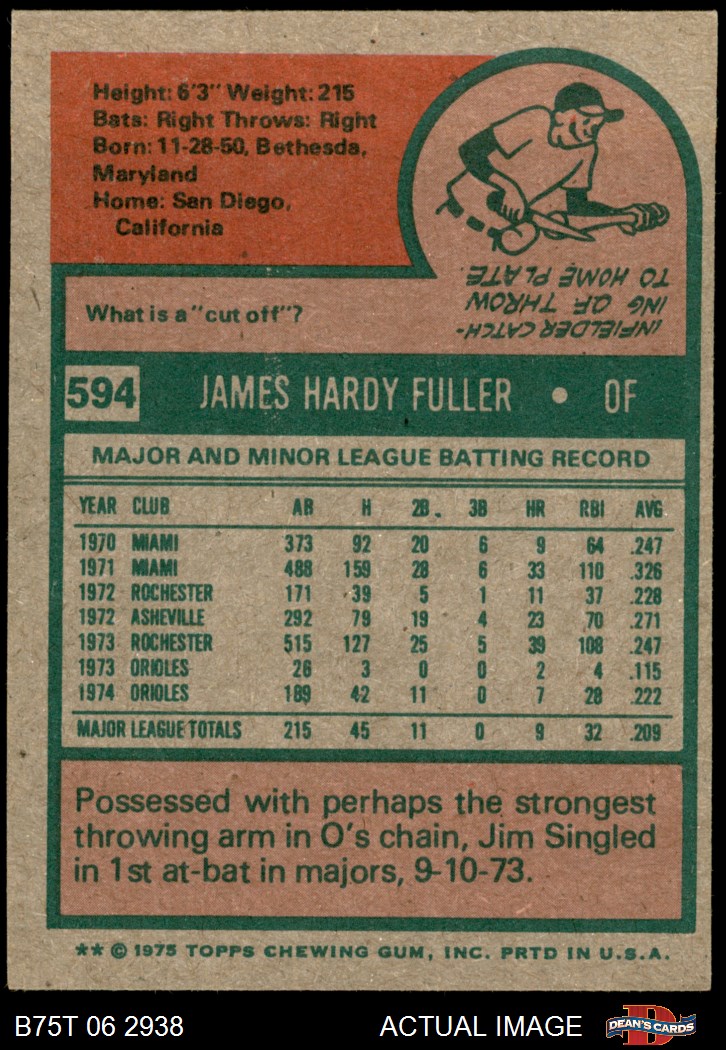 Height: 6'3" Weight: 215
Bats: Right Throws: Right
Born: 11-28-50, Bethesda,
Maryland
Home: San Diego,
California
What is a "cut off"?
INFIELDER CATCH-
ING OF THROW
TO HOME PLATE.
594 JAMES HARDY FULLER • OF
MAJOR AND MINOR LEAGUE BATTING RECORD
YEAR CLUB AB H 2B. 3B HR RBI AVG
1970 MIAMI 373 92 20 6 9 64 .247
1971 MIAMI 488 159 28 6 33 110 .326
1972 ROCHESTER 171 39 5 1 11 37 .228
1972 ASHEVILLE 292 79 19 4 23 70 .271
1973 ROCHESTER 515 127 25 5 39 108 .247
1973 ORIOLES 26 3 0 0 2 4 .115
1974 ORIOLES 189 42 11 0 7 28 .222
MAJOR LEAGUE TOTALS 215 45 11 0 9 32 .209
Possessed with perhaps the strongest
throwing arm in O's chain, Jim Singled
in 1st at-bat in majors, 9-10-73.
** © 1975 TOPPS CHEWING GUM, INC. PRTD IN U.S.A.
B75T 06 2938 ACTUAL IMAGE D DEAN'S CARDS